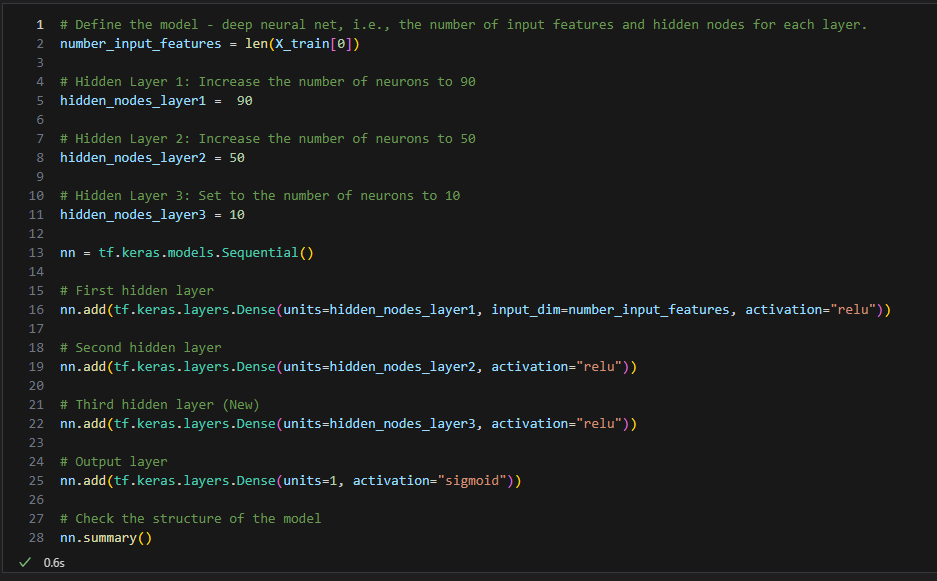 1 # Define the model - deep neural net, i.e., the number of input features and hidden nodes for each layer.
2 number_input_features = len(X_train[0])
3
4 # Hidden Layer 1: Increase the number of neurons to 90
5 hidden_nodes_layer1 =  90
6
7 # Hidden Layer 2: Increase the number of neurons to 50
8 hidden_nodes_layer2 = 50
9
10 # Hidden Layer 3: Set to the number of neurons to 10
11 hidden_nodes_layer3 = 10
12
13 nn = tf.keras.models.Sequential()
14
15 # First hidden layer
16 nn.add(tf.keras.layers.Dense(units=hidden_nodes_layer1, input_dim=number_input_features, activation="relu"))
17
18 # Second hidden layer
19 nn.add(tf.keras.layers.Dense(units=hidden_nodes_layer2, activation="relu"))
20
21 # Third hidden layer (New)
22 nn.add(tf.keras.layers.Dense(units=hidden_nodes_layer3, activation="relu"))
23
24 # Output layer
25 nn.add(tf.keras.layers.Dense(units=1, activation="sigmoid"))
26
27 # Check the structure of the model
28 nn.summary()
✓ 0.6s